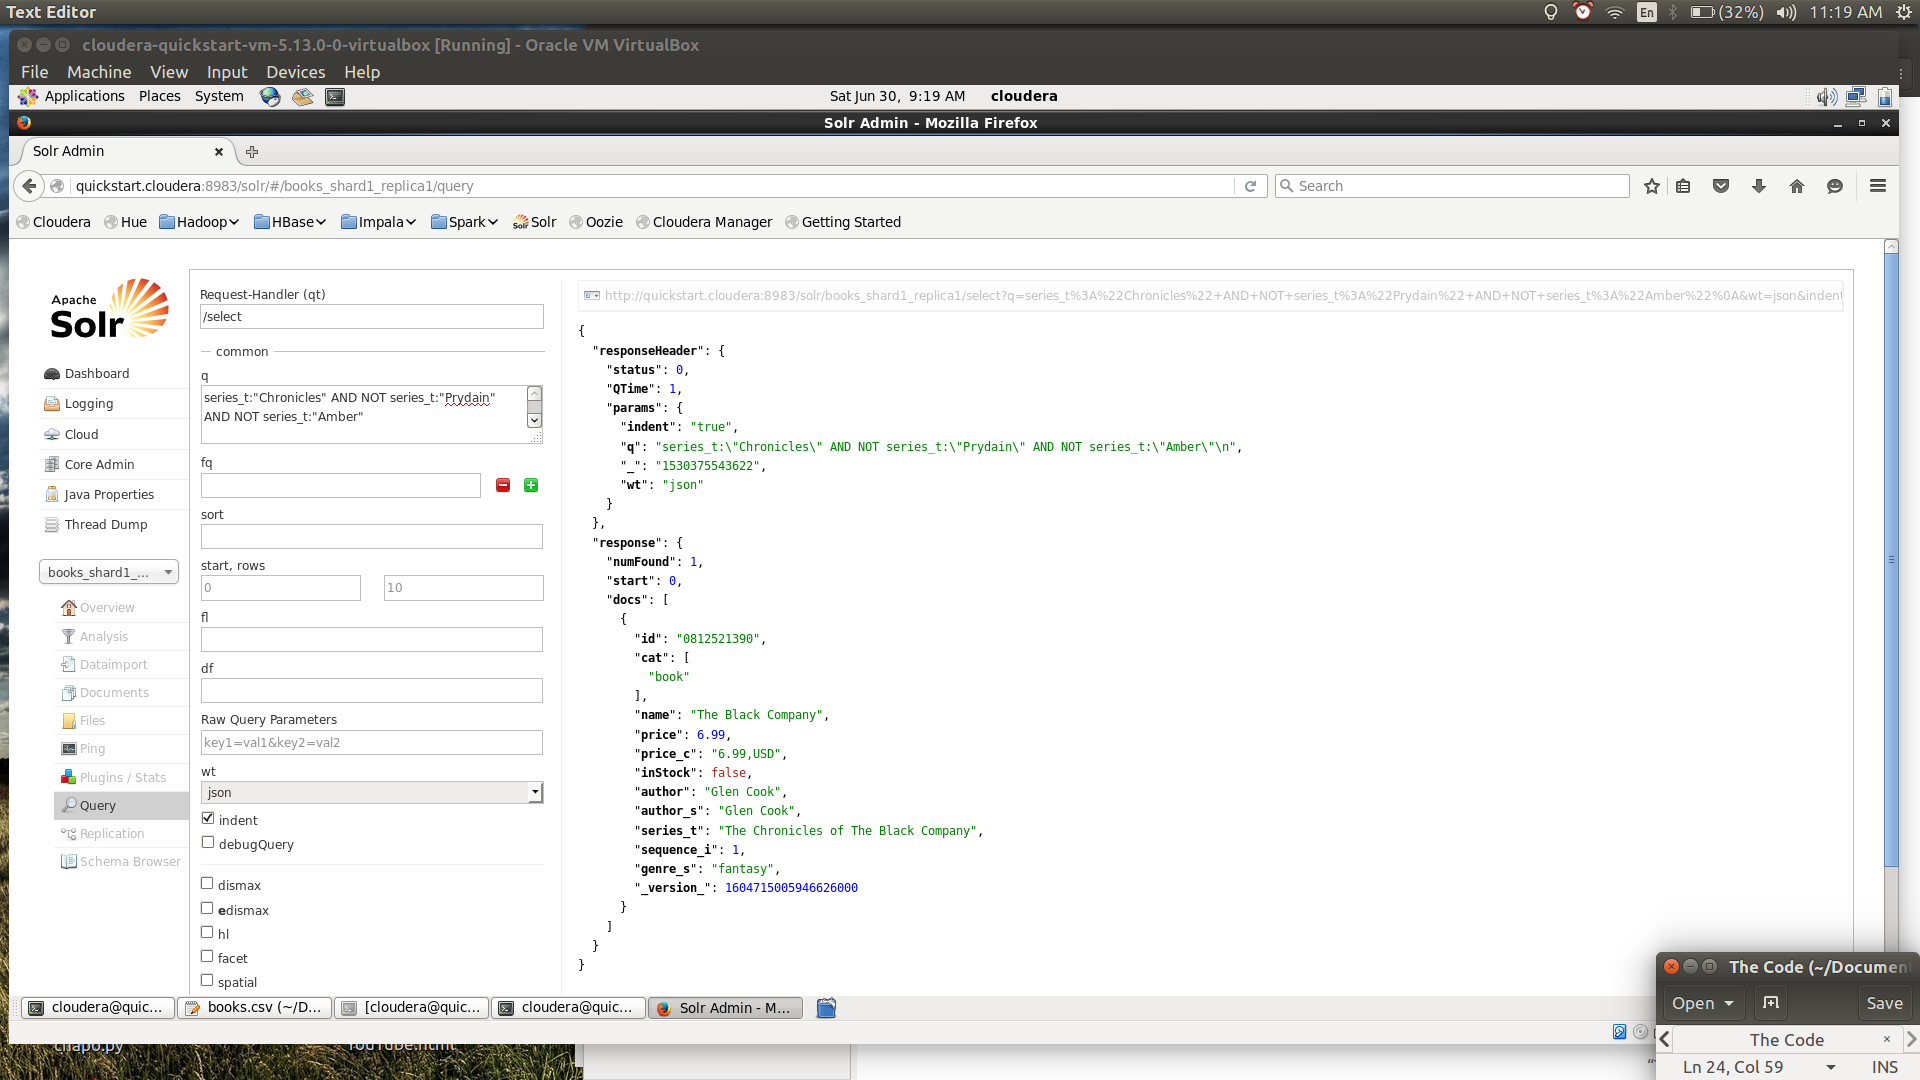 Text Editor
En
(32%)
11:19 AM
cloudera-quickstart-vm-5.13.0-0-virtualbox [Running] - Oracle VM VirtualBox
File Machine View Input Devices Help
Applications Places System
Sat Jun 30, 9:19 AM cloudera
Solr Admin - Mozilla Firefox
Solr Admin
quickstart.cloudera:8983/solr/#/books_shard1_replica1/query
Search
Cloudera Hue Hadoop HBase Impala Spark Solr Oozie Cloudera Manager Getting Started
Apache
Solr
Dashboard
Logging
Cloud
Core Admin
Java Properties
Thread Dump
books_shard1_...
Overview
Analysis
Dataimport
Documents
Files
Ping
Plugins / Stats
Query
Replication
Schema Browser
Request-Handler (qt)
/select
common
q
series_t:"Chronicles" AND NOT series_t:"Prydain"
AND NOT series_t:"Amber"
fq
sort
start, rows
0
10
fl
df
Raw Query Parameters
key1=val1&key2=val2
wt
json
indent
debugQuery
dismax
edismax
hl
facet
spatial
http://quickstart.cloudera:8983/solr/books_shard1_replica1/select?q=series_t%3A%22Chronicles%22+AND+NOT+series_t%3A%22Prydain%22+AND+NOT+series_t%3A%22Amber%22%0A&wt=json&indent
{
"responseHeader": {
"status": 0,
"QTime": 1,
"params": {
"indent": "true",
"q": "series_t:\"Chronicles\" AND NOT series_t:\"Prydain\" AND NOT series_t:\"Amber\"\n",
"_": "1530375543622",
"wt": "json"
}
},
"response": {
"numFound": 1,
"start": 0,
"docs": [
{
"id": "0812521390",
"cat": [
"book"
],
"name": "The Black Company",
"price": 6.99,
"price_c": "6.99,USD",
"inStock": false,
"author": "Glen Cook",
"author_s": "Glen Cook",
"series_t": "The Chronicles of The Black Company",
"sequence_i": 1,
"genre_s": "fantasy",
"_version_": 1604715005946626000
}
]
}
}
cloudera@quic...
books.csv (~/D...
[cloudera@quic...
cloudera@quic...
Solr Admin - M...
The Code (~/Document
Open
Save
The Code
Ln 24, Col 59
INS